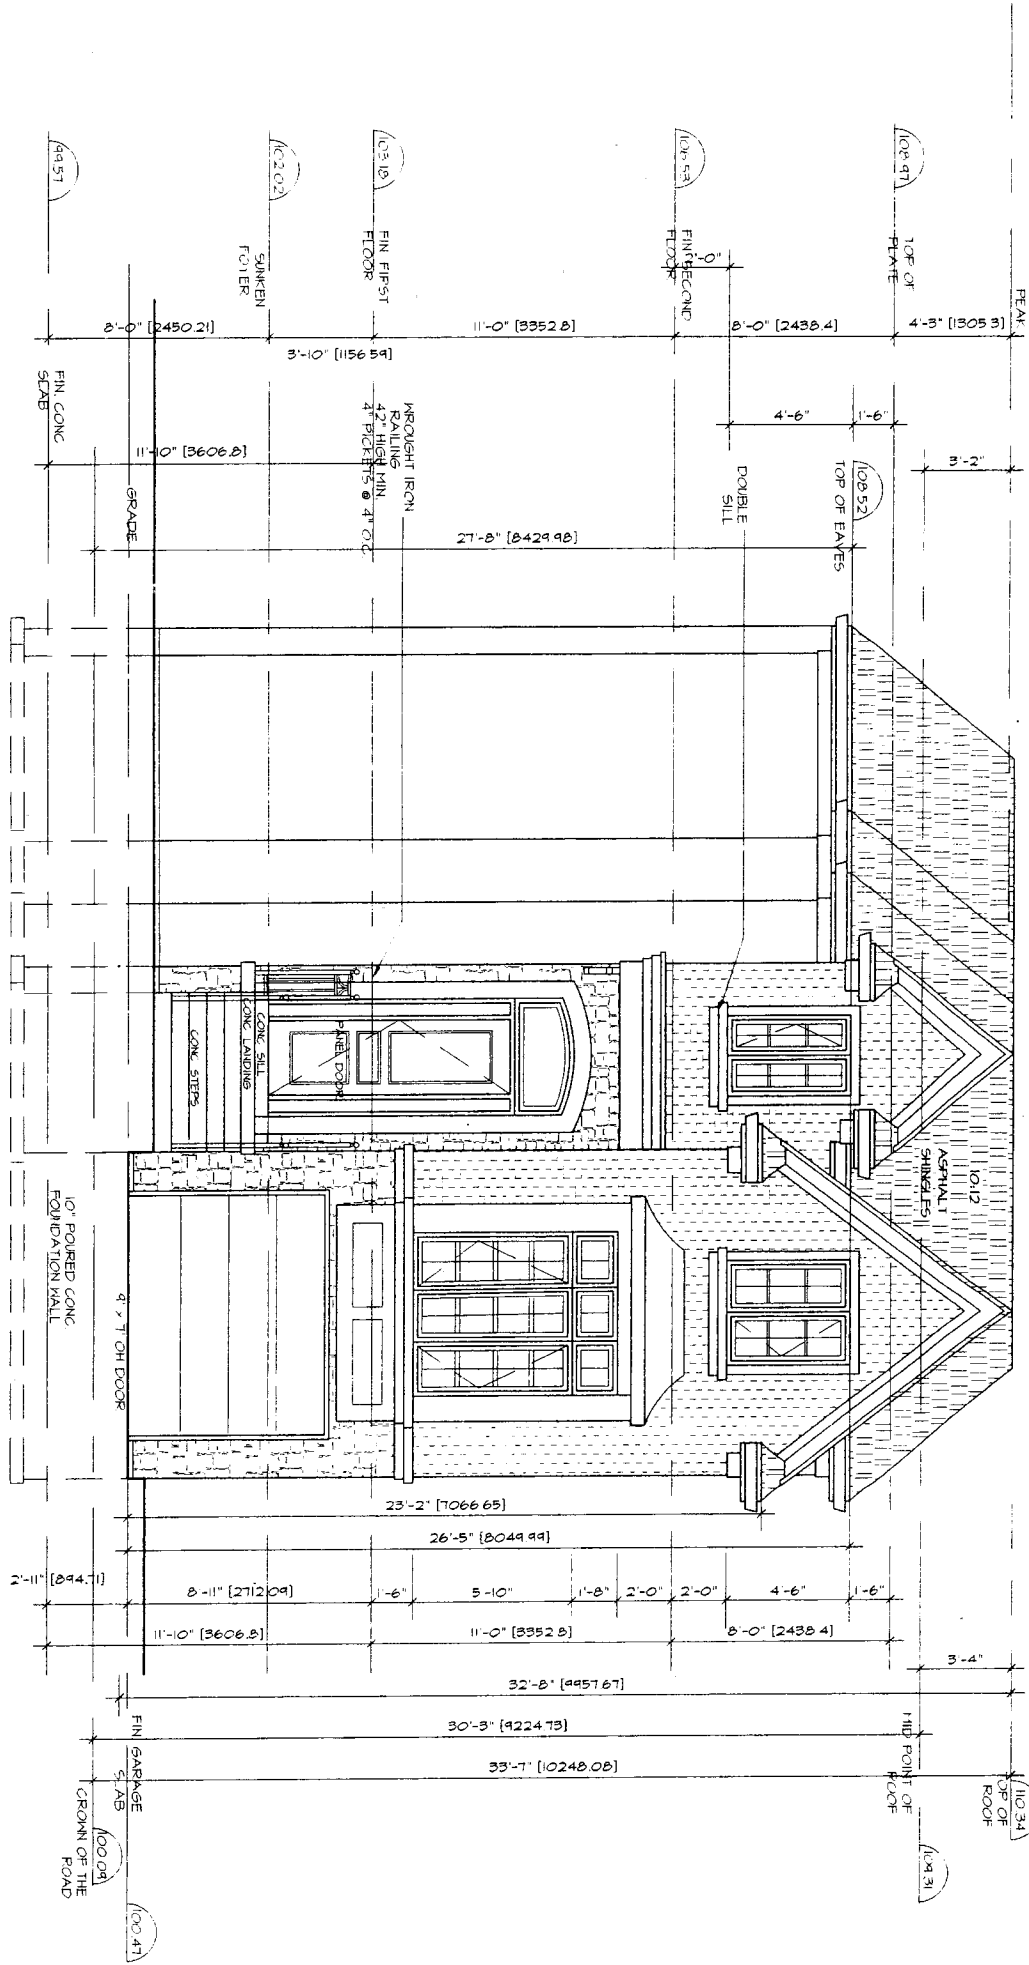 PEAK
108.97
TOP OF
PLATE
106.53
FIN SECOND
FLOOR
2'-0"
103.18
FIN FIRST
FLOOR
102.02
SUNKEN
FOYER
99.57
FIN. CONC
SLAB
4'-3" [1305.3]
8'-0" [2438.4]
11'-0" [3352.8]
3'-10" [1156.59]
8'-0" [2450.21]
1'-6"
4'-6"
3'-2"
11'-10" [3606.8]
108.52
TOP OF EAVES
DOUBLE
SILL
WROUGHT IRON
RAILING
42" HIGH MIN.
4" PICKETS @ 4" O.C.
GRADE
27'-8" [8429.98]
10:12
ASPHALT
SHINGLES
PANEL DOOR
CONC SILL
CONC LANDING
CONC STEPS
10" POURED CONC
FOUNDATION WALL
9' x 7' OH DOOR
23'-2" [7066.65]
26'-5" [8049.99]
1'-6"
4'-6"
2'-0"
2'-0"
1'-8"
5'-10"
1'-6"
8'-11" [2712.09]
2'-11" [894.71]
8'-0" [2438.4]
11'-0" [3352.8]
11'-10" [3606.8]
3'-4"
32'-8" [9957.67]
30'-3" [9224.73]
33'-7" [10248.08]
110.34
TOP OF
ROOF
109.31
MID POINT OF
ROOF
FIN GARAGE
SLAB
100.47
100.09
CROWN OF THE
ROAD